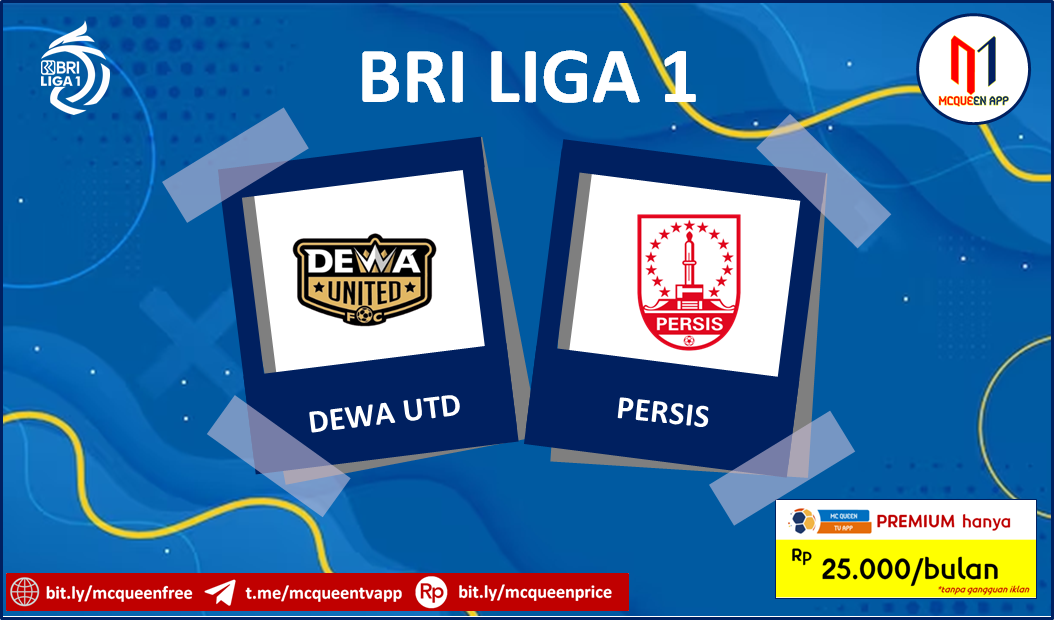 BRI
LIGA 1
BRI LIGA 1
MCQUEEN APP
DEWA
UNITED
FC
PERSIS
DEWA UTD
PERSIS
MC QUEEN
TV APP
PREMIUM hanya
Rp 25.000/bulan
*tanpa gangguan iklan
bit.ly/mcqueenfree
t.me/mcqueentvapp
Rp
bit.ly/mcqueenprice